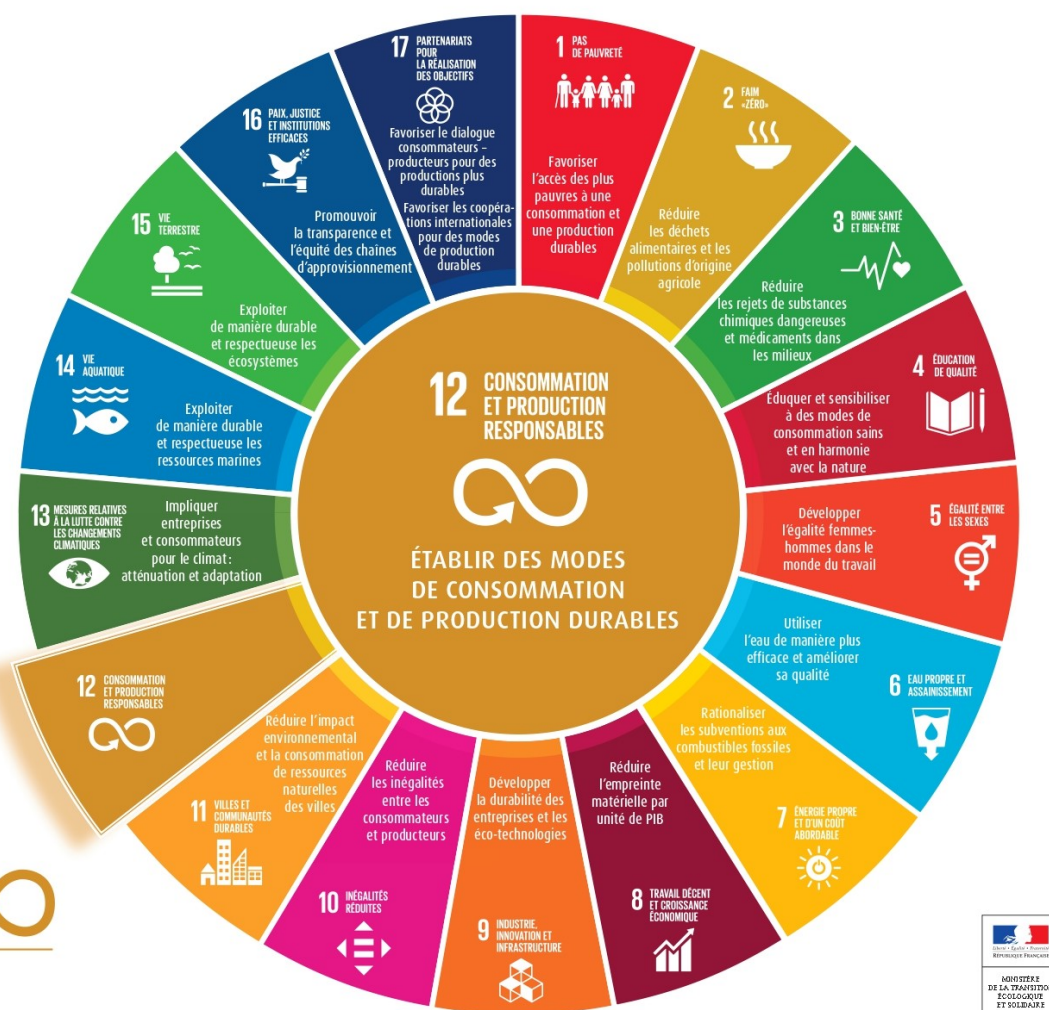 12 CONSOMMATION
ET PRODUCTION
RESPONSABLES
ÉTABLIR DES MODES
DE CONSOMMATION
ET DE PRODUCTION DURABLES
1 PAS
DE PAUVRETÉ
Favoriser
l'accès des plus
pauvres à une
consommation et
une production
durables
2 FAIM
«ZÉRO»
Réduire
les déchets
alimentaires et les
pollutions d'origine
agricole
3 BONNE SANTÉ
ET BIEN-ÊTRE
Réduire
les rejets de substances
chimiques dangereuses
et médicaments dans
les milieux
4 ÉDUCATION
DE QUALITÉ
Éduquer et sensibiliser
à des modes de
consommation sains
et en harmonie
avec la nature
5 ÉGALITÉ ENTRE
LES SEXES
Développer
l'égalité femmes-
hommes dans le
monde du travail
6 EAU PROPRE ET
ASSAINISSEMENT
Utiliser
l'eau de manière plus
efficace et améliorer
sa qualité
7 ÉNERGIE PROPRE
ET D'UN COÛT
ABORDABLE
Rationaliser
les subventions aux
combustibles fossiles
et leur gestion
8 TRAVAIL DÉCENT
ET CROISSANCE
ÉCONOMIQUE
Réduire
l'empreinte
matérielle par
unité de PIB
9 INDUSTRIE,
INNOVATION ET
INFRASTRUCTURE
Développer
la durabilité des
entreprises et les
éco-technologies
10 INÉGALITÉS
RÉDUITES
Réduire
les inégalités
entre les
consommateurs
et producteurs
11 VILLES ET
COMMUNAUTÉS
DURABLES
Réduire l'impact
environnemental
et la consommation
de ressources
naturelles
des villes
12 CONSOMMATION
ET PRODUCTION
RESPONSABLES
13 MESURES RELATIVES
À LA LUTTE CONTRE
LES CHANGEMENTS
CLIMATIQUES
Impliquer
entreprises
et consommateurs
pour le climat :
atténuation et adaptation
14 VIE
AQUATIQUE
Exploiter
de manière durable
et respectueuse les
ressources marines
15 VIE
TERRESTRE
Exploiter
de manière durable
et respectueuse les
écosystèmes
16 PAIX, JUSTICE
ET INSTITUTIONS
EFFICACES
Promouvoir
la transparence et
l'équité des chaînes
d'approvisionnement
17 PARTENARIATS
POUR
LA RÉALISATION
DES OBJECTIFS
Favoriser le dialogue
consommateurs –
producteurs pour des
productions plus
durables
Favoriser les coopéra-
tions internationales
pour des modes
de production
durables
Liberté • Égalité • Fraternité
RÉPUBLIQUE FRANÇAISE
MINISTÈRE
DE LA TRANSITION
ÉCOLOGIQUE
ET SOLIDAIRE